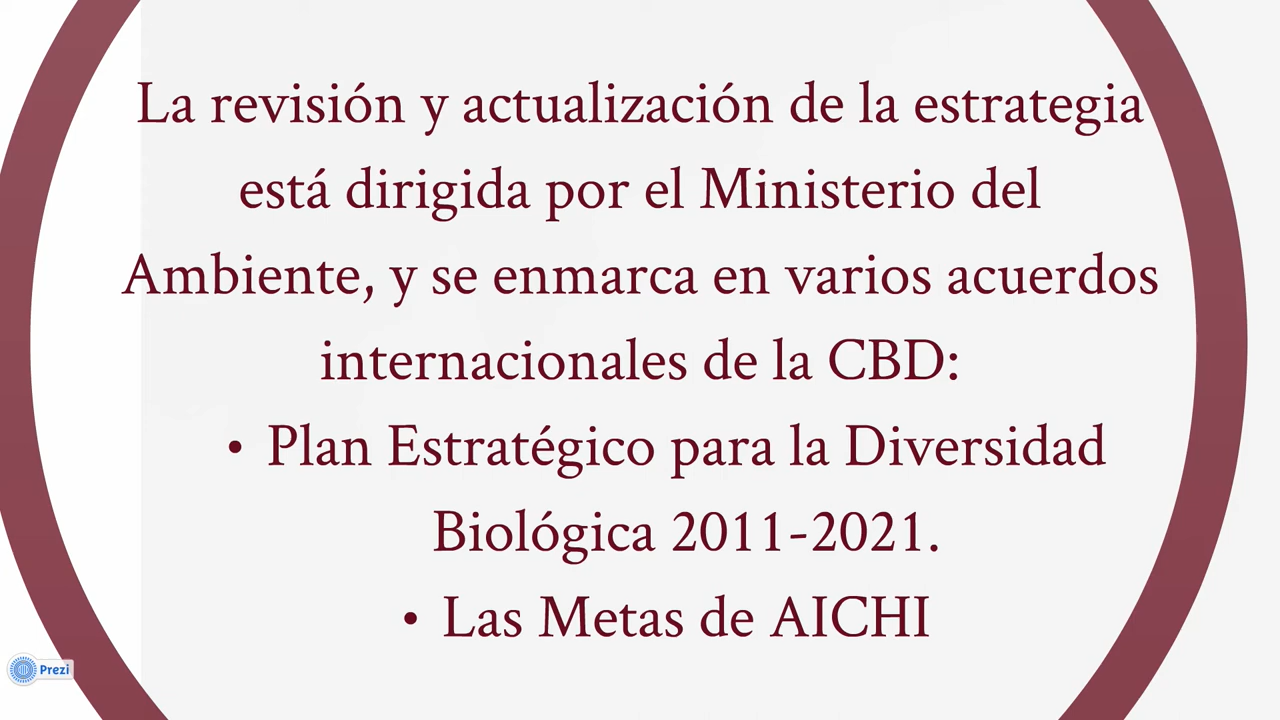 La revisión y actualización de la estrategia
está dirigida por el Ministerio del
Ambiente, y se enmarca en varios acuerdos
internacionales de la CBD:
• Plan Estratégico para la Diversidad
Biológica 2011-2021.
• Las Metas de AICHI
Prezi